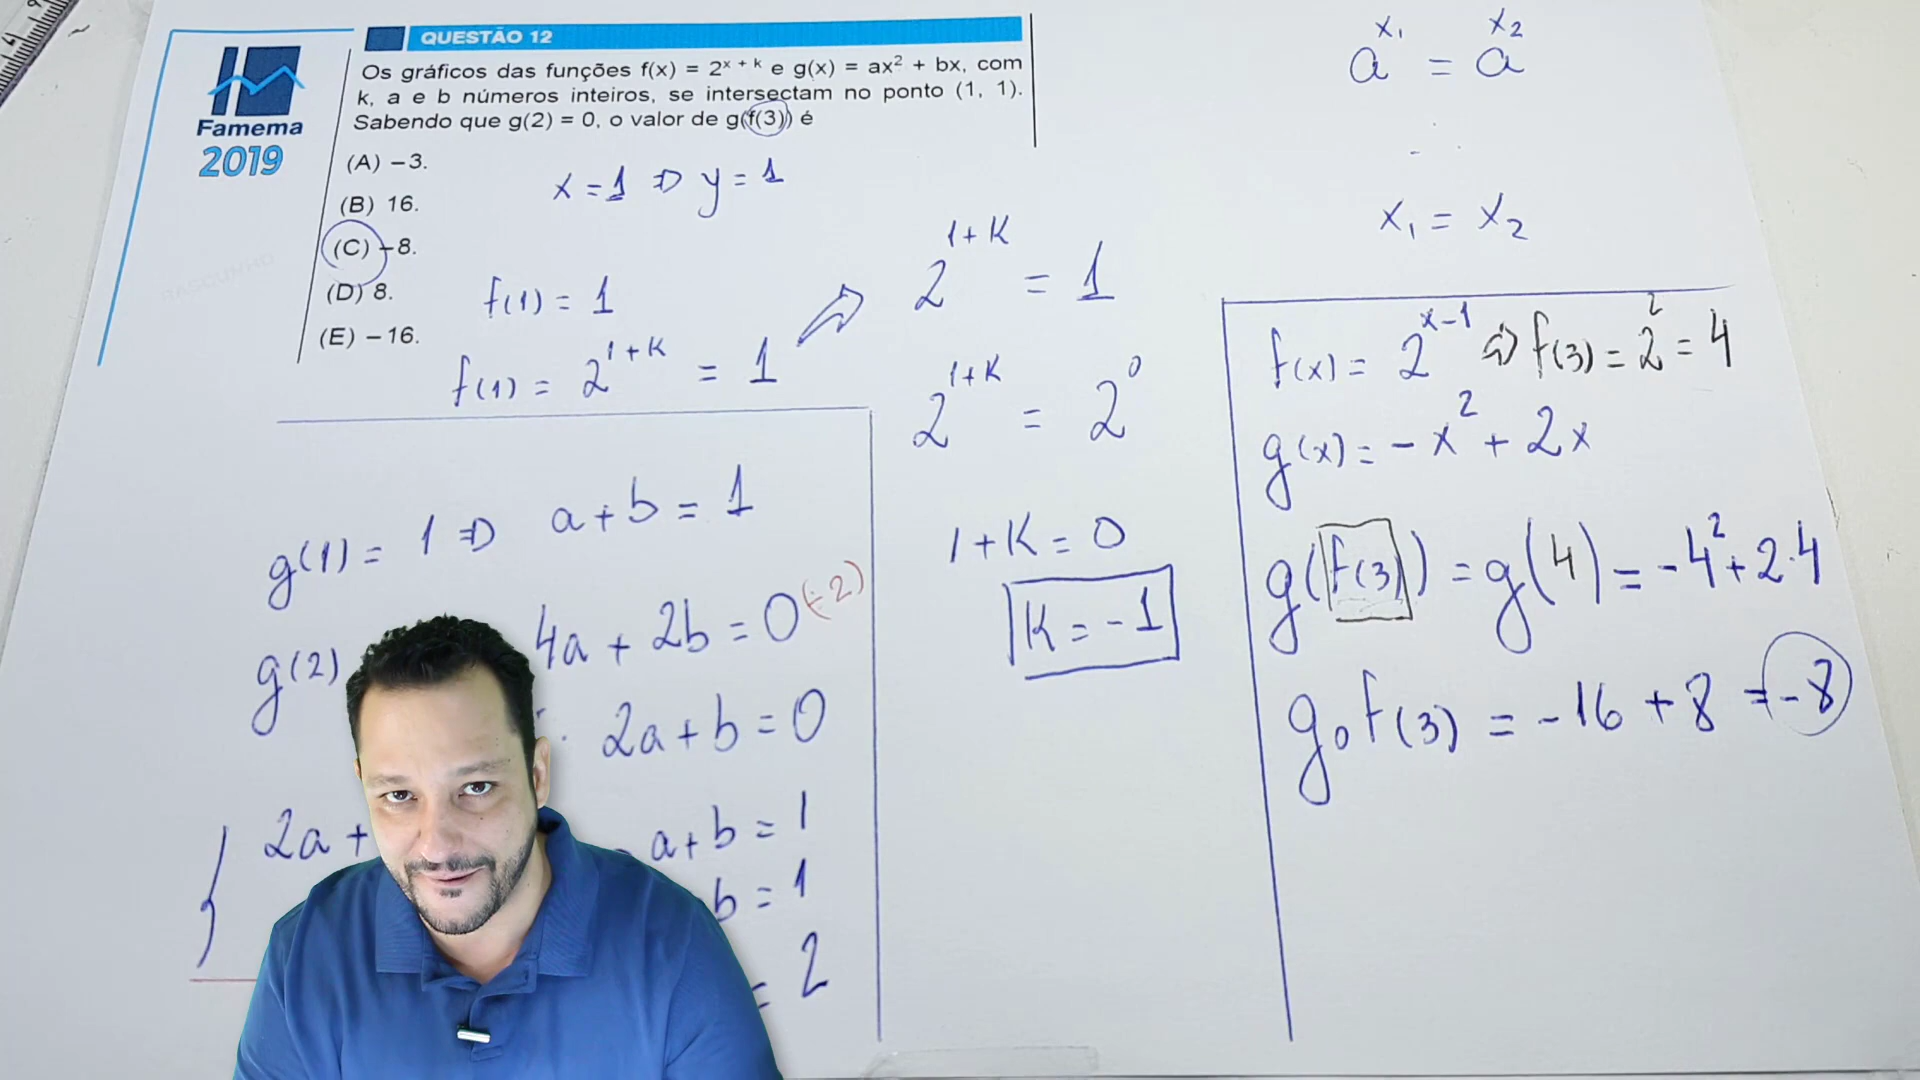 QUESTÃO 12
Os gráficos das funções f(x) = 2ˣ ⁺ ᵏ e g(x) = ax² + bx, com
k, a e b números inteiros, se intersectam no ponto (1, 1).
Sabendo que g(2) = 0, o valor de g(f(3)) é
Famema
2019
(A) –3.
(B) 16.
(C) –8.
(D) 8.
(E) –16.
RASCUNHO
x = 1 ⇒ y = 1
f(1) = 1
f(1) = 2^(1+K) = 1
g(1) = 1 ⇒ a + b = 1
g(2) 4a + 2b = 0 (÷2)
2a + b = 0
2a + a + b = 1
b = 1
= 2
2^(1+K) = 1
2^(1+K) = 2^0
1 + K = 0
K = -1
a^x₁ = a^x₂
x₁ = x₂
f(x) = 2^(x-1) ⇒ f(3) = 2² = 4
g(x) = -x² + 2x
g(f(3)) = g(4) = -4² + 2·4
gof(3) = -16 + 8 = -8